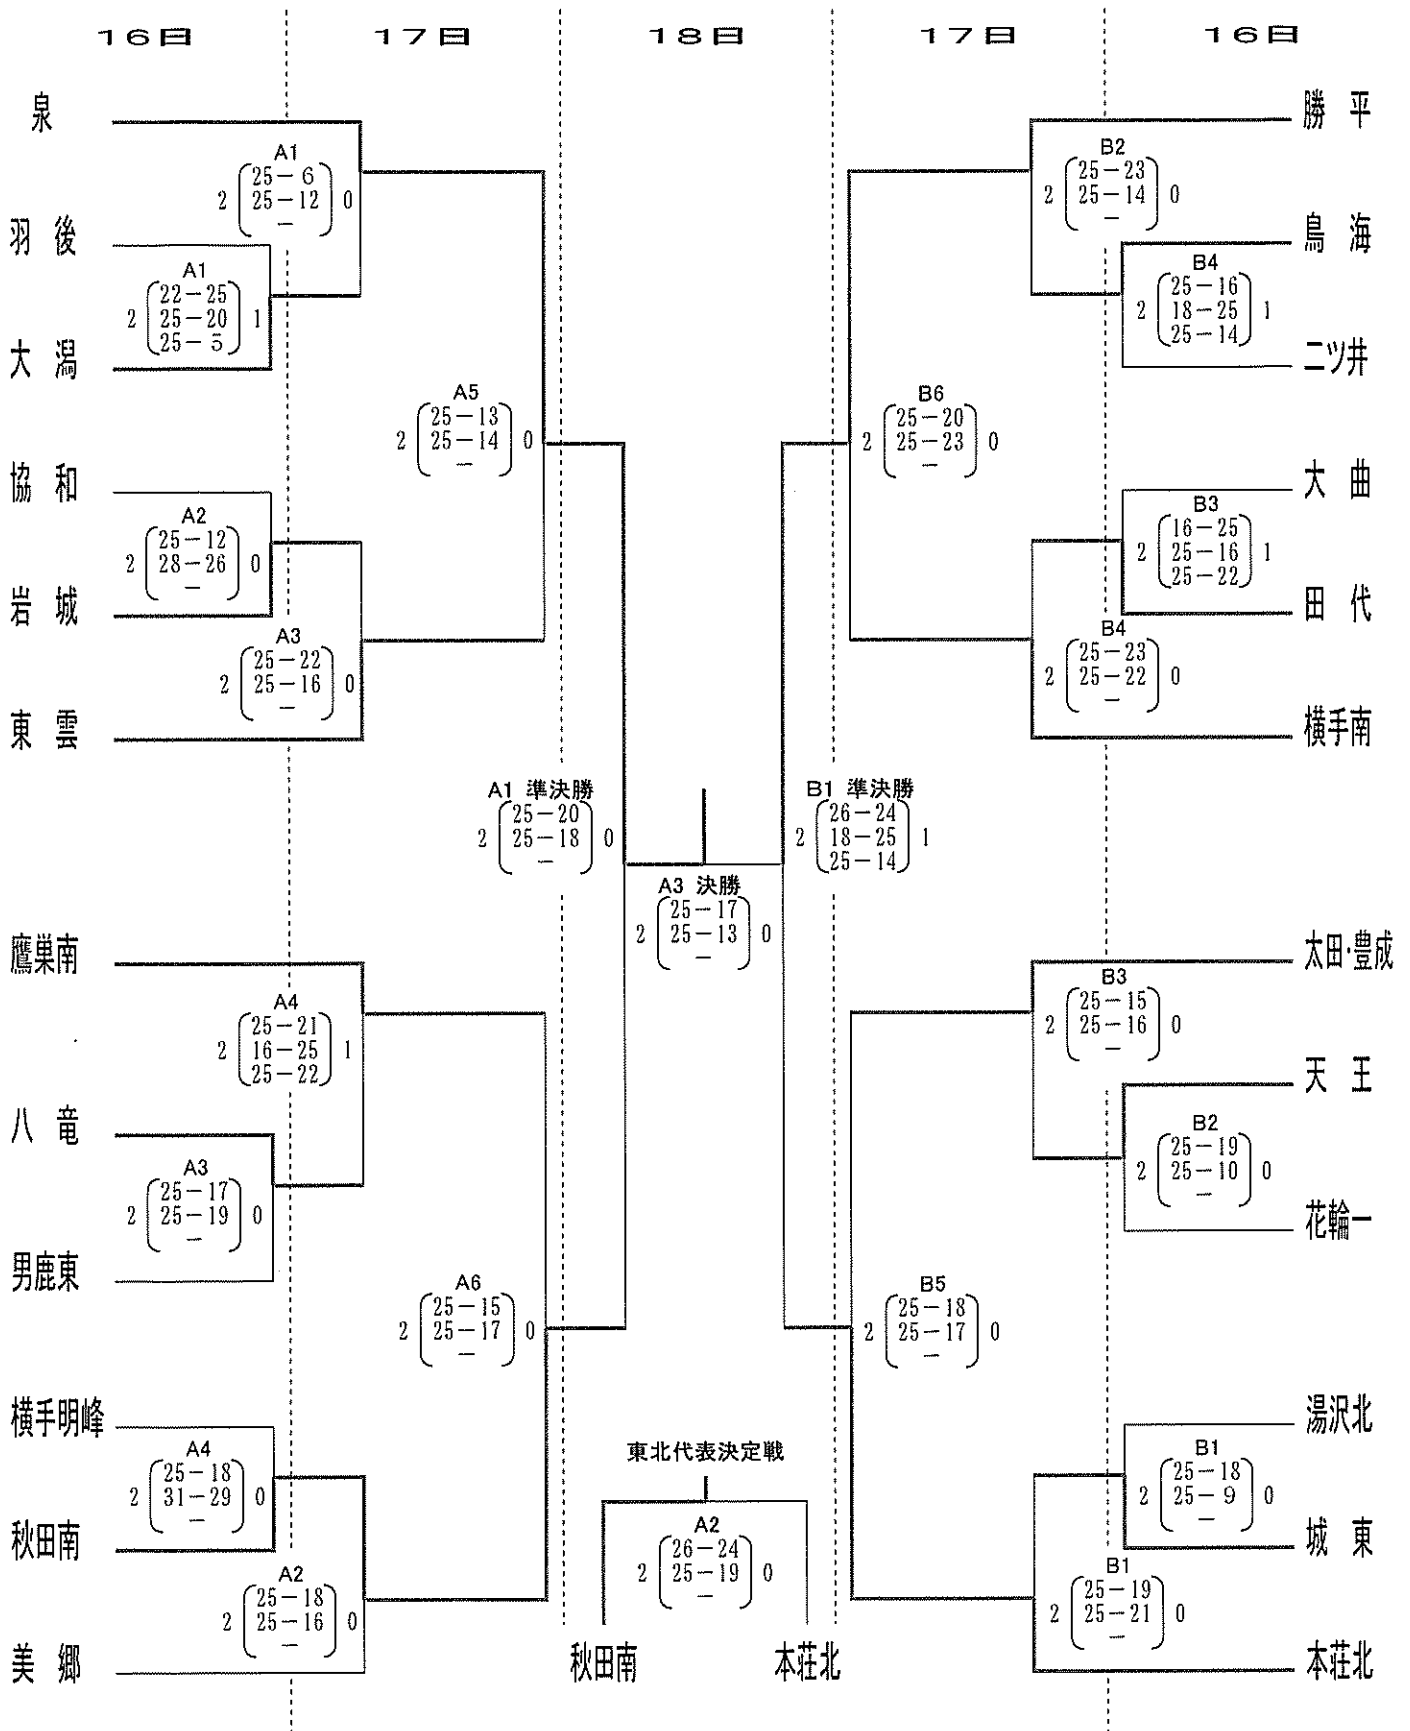 16日 17日 18日 17日 16日
泉
A1
25-6
2 25-12 0
-
羽後
A1
22-25
2 25-20 1
25-5
大潟
A5
25-13
2 25-14 0
-
協和
A2
25-12
2 28-26 0
-
岩城
A3
25-22
2 25-16 0
-
東雲
A1 準決勝
25-20
2 25-18 0
-
鷹巣南
A4
25-21
2 16-25 1
25-22
八竜
A3
25-17
2 25-19 0
-
男鹿東
A6
25-15
2 25-17 0
-
横手明峰
A4
25-18
2 31-29 0
-
秋田南
A2
25-18
2 25-16 0
-
美郷
A3 決勝
25-17
2 25-13 0
-
東北代表決定戦
A2
26-24
2 25-19 0
-
秋田南 本荘北
勝平
B2
25-23
2 25-14 0
-
鳥海
B4
25-16
2 18-25 1
25-14
二ツ井
B6
25-20
2 25-23 0
-
大曲
B3
16-25
2 25-16 1
25-22
田代
B4
25-23
2 25-22 0
-
横手南
B1 準決勝
26-24
2 18-25 1
25-14
太田・豊成
B3
25-15
2 25-16 0
-
天王
B2
25-19
2 25-10 0
-
花輪一
B5
25-18
2 25-17 0
-
湯沢北
B1
25-18
2 25-9 0
-
城東
B1
25-19
2 25-21 0
-
本荘北